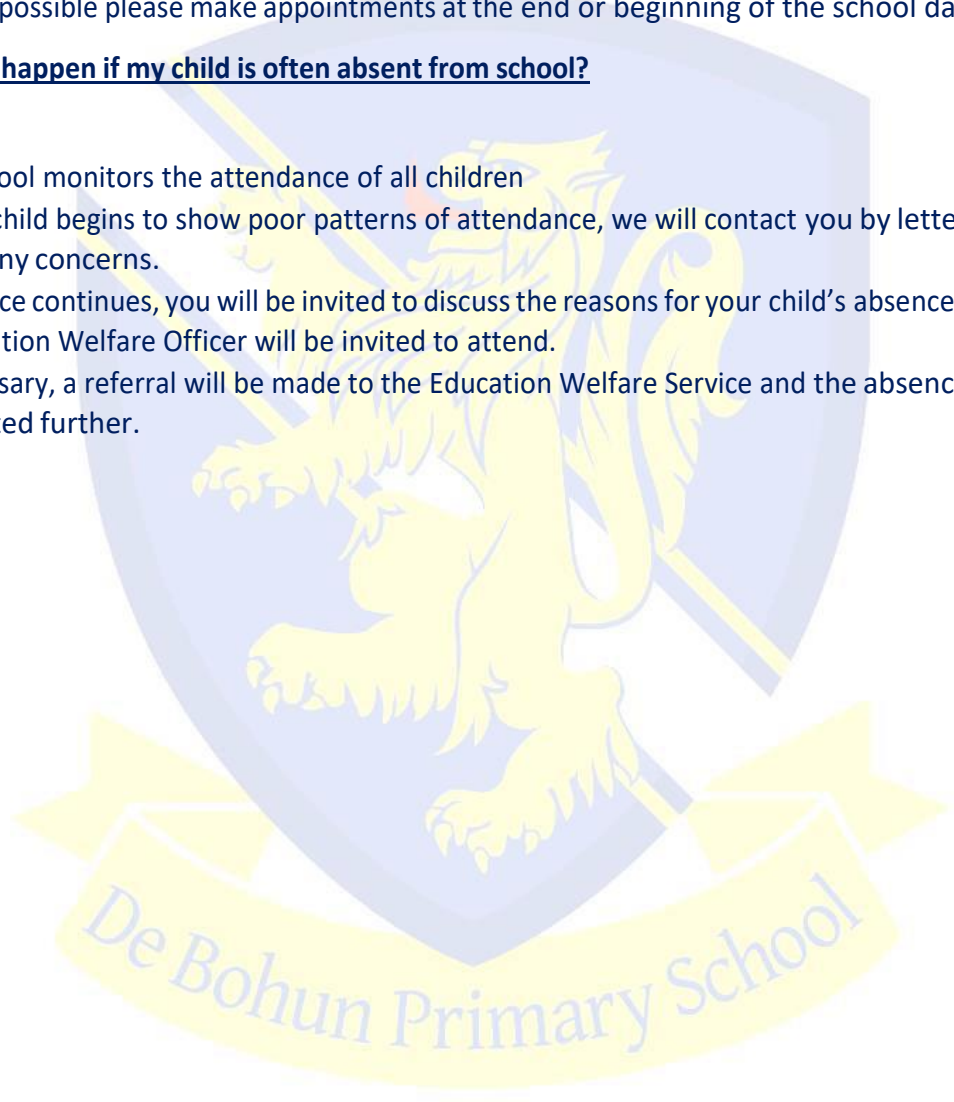 possible please make appointments at the end or beginning of the school da
happen if my child is often absent from school?
ool monitors the attendance of all children
child begins to show poor patterns of attendance, we will contact you by lette
ny concerns.
ce continues, you will be invited to discuss the reasons for your child's absence
tion Welfare Officer will be invited to attend.
sary, a referral will be made to the Education Welfare Service and the absenc
ted further.
De Bohun Primary School